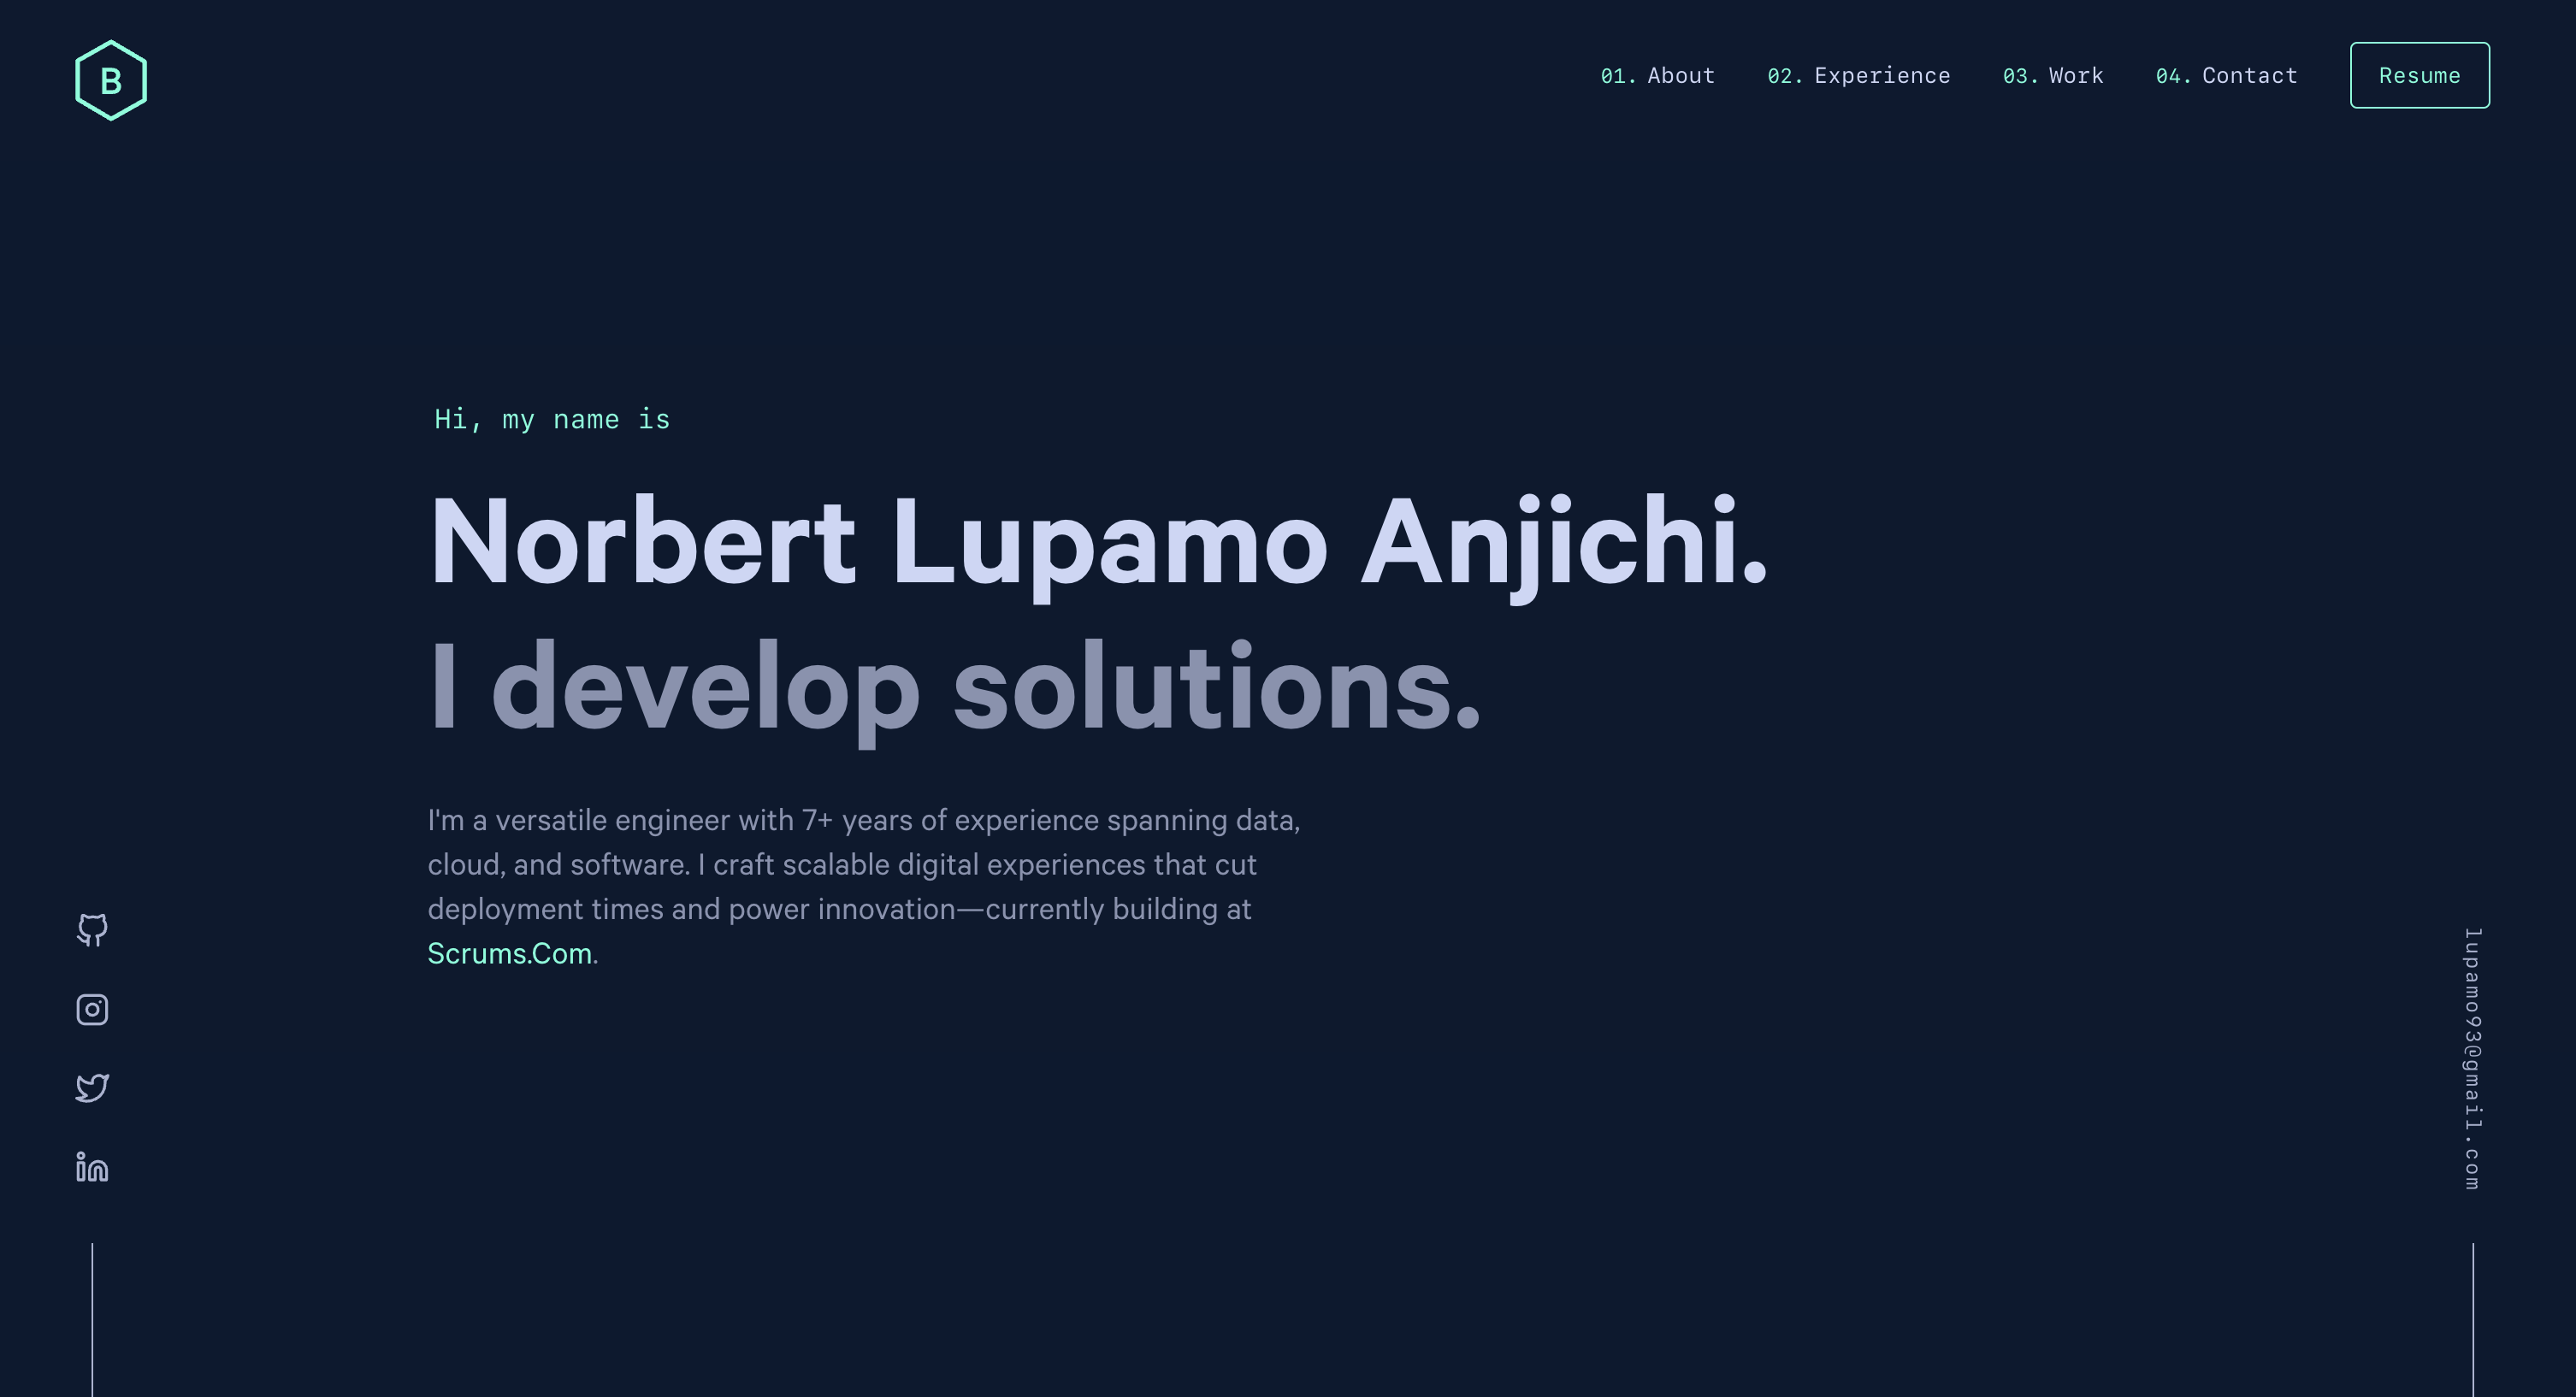 B
01. About 02. Experience 03. Work 04. Contact Resume
Hi, my name is
Norbert Lupamo Anjichi.
I develop solutions.
I'm a versatile engineer with 7+ years of experience spanning data,
cloud, and software. I craft scalable digital experiences that cut
deployment times and power innovation—currently building at
Scrums.Com.
in
lupamo93@gmail.com